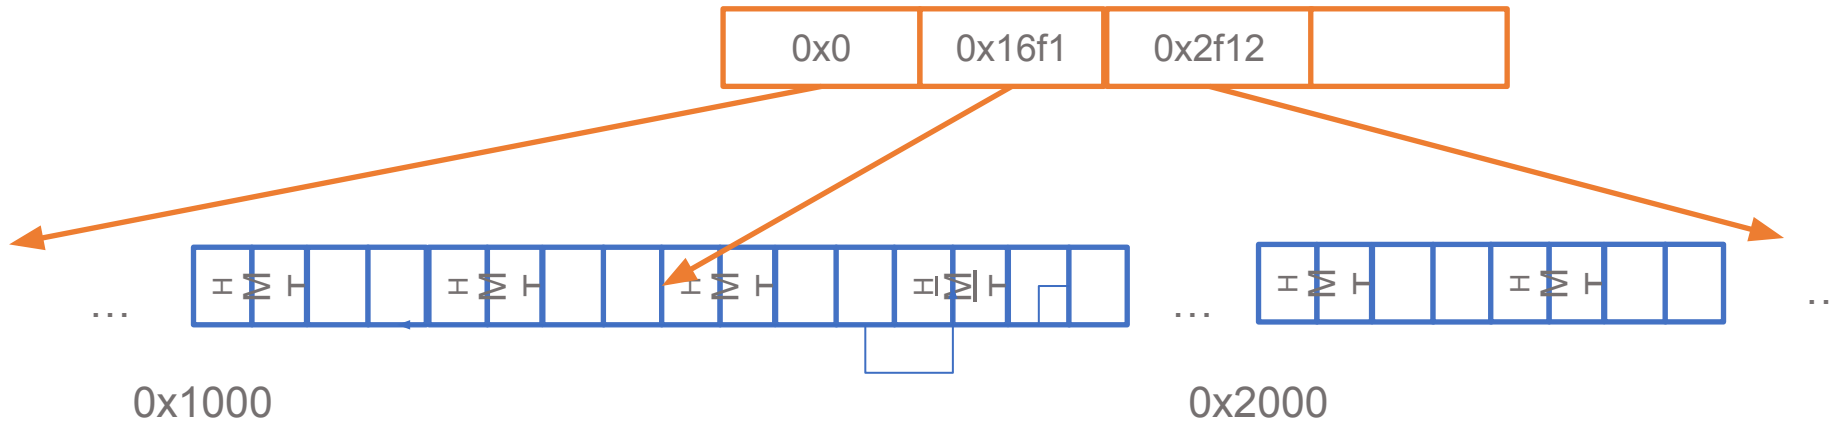 0x0 0x16f1 0x2f12
H M T H M T H M T H M T H M T H M T
... ... ..
0x1000 0x2000